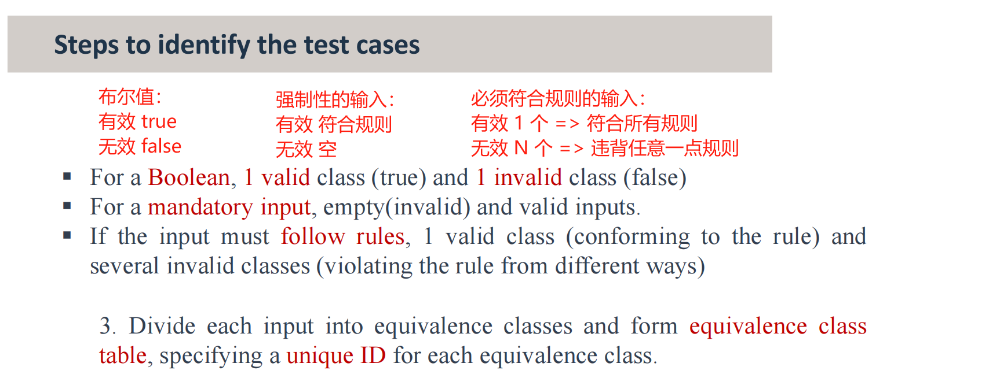 Steps to identify the test cases
布尔值：
有效 true
无效 false
强制性的输入：
有效 符合规则
无效 空
必须符合规则的输入：
有效 1 个 => 符合所有规则
无效 N 个 => 违背任意一点规则
▪ For a Boolean, 1 valid class (true) and 1 invalid class (false)
▪ For a mandatory input, empty(invalid) and valid inputs.
▪ If the input must follow rules, 1 valid class (conforming to the rule) and
several invalid classes (violating the rule from different ways)
3. Divide each input into equivalence classes and form equivalence class
table, specifying a unique ID for each equivalence class.